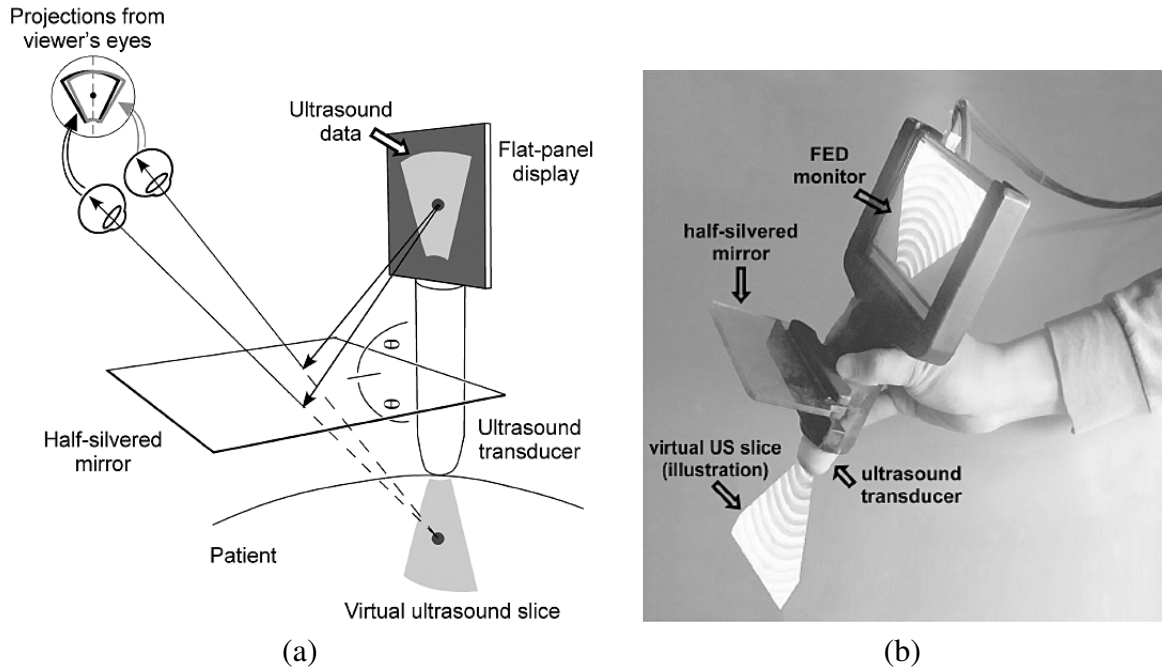 Projections from
viewer's eyes
Ultrasound
data
Flat-panel
display
Half-silvered
mirror
Ultrasound
transducer
Patient
Virtual ultrasound slice
(a)
FED
monitor
half-silvered
mirror
virtual US slice
(illustration)
ultrasound
transducer
(b)